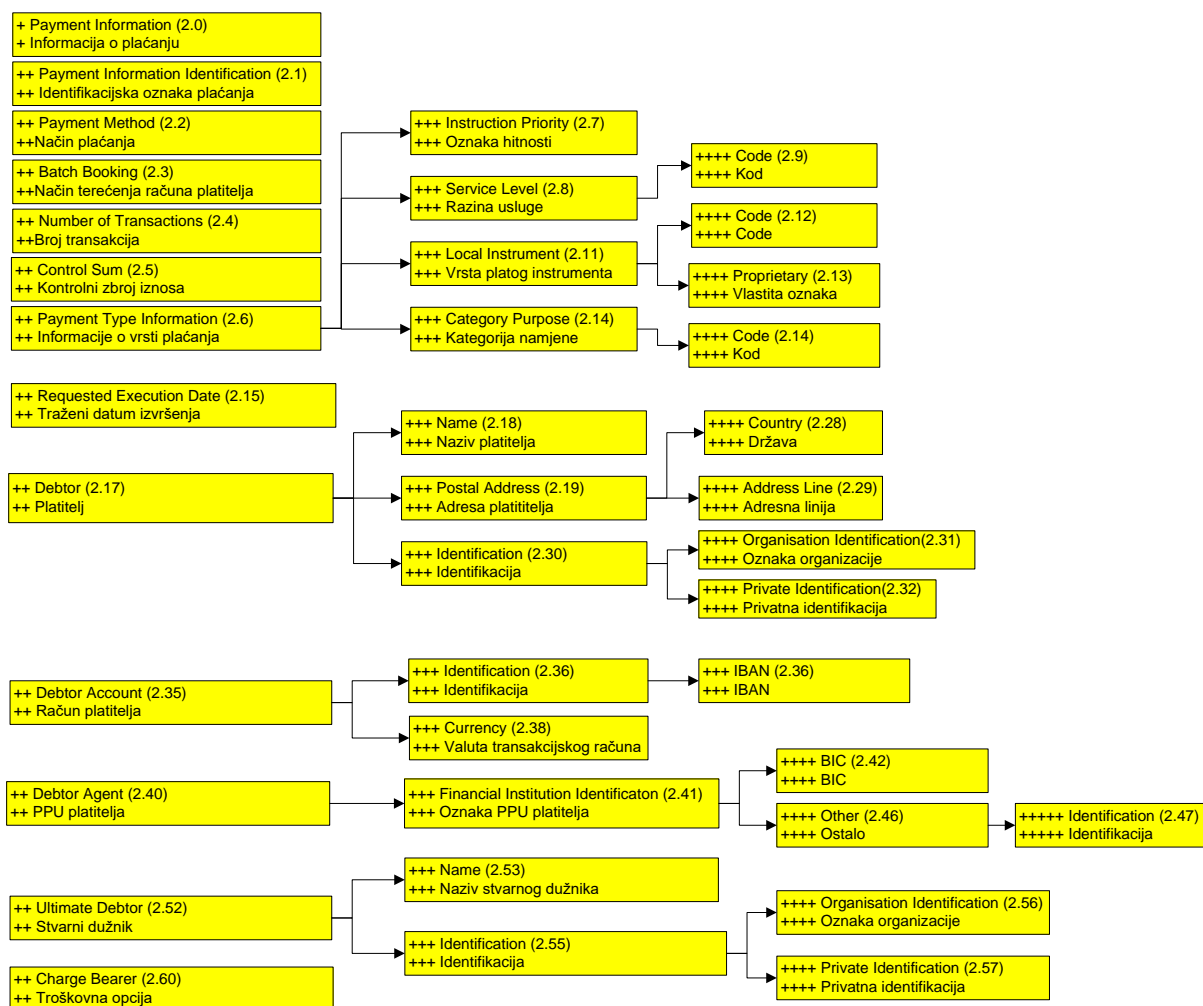 + Payment Information (2.0)
+ Informacija o plaćanju
++ Payment Information Identification (2.1)
++ Identifikacijska oznaka plaćanja
++ Payment Method (2.2)
++Način plaćanja
++ Batch Booking (2.3)
++Način terećenja računa platitelja
++ Number of Transactions (2.4)
++Broj transakcija
++ Control Sum (2.5)
++ Kontrolni zbroj iznosa
++ Payment Type Information (2.6)
++ Informacije o vrsti plaćanja
+++ Instruction Priority (2.7)
+++ Oznaka hitnosti
+++ Service Level (2.8)
+++ Razina usluge
++++ Code (2.9)
++++ Kod
+++ Local Instrument (2.11)
+++ Vrsta platog instrumenta
++++ Code (2.12)
++++ Code
++++ Proprietary (2.13)
++++ Vlastita oznaka
+++ Category Purpose (2.14)
+++ Kategorija namjene
++++ Code (2.14)
++++ Kod
++ Requested Execution Date (2.15)
++ Traženi datum izvršenja
++ Debtor (2.17)
++ Platitelj
+++ Name (2.18)
+++ Naziv platitelja
+++ Postal Address (2.19)
+++ Adresa platititelja
++++ Country (2.28)
++++ Država
++++ Address Line (2.29)
++++ Adresna linija
+++ Identification (2.30)
+++ Identifikacija
++++ Organisation Identification(2.31)
++++ Oznaka organizacije
++++ Private Identification(2.32)
++++ Privatna identifikacija
++ Debtor Account (2.35)
++ Račun platitelja
+++ Identification (2.36)
+++ Identifikacija
+++ IBAN (2.36)
+++ IBAN
+++ Currency (2.38)
+++ Valuta transakcijskog računa
++ Debtor Agent (2.40)
++ PPU platitelja
+++ Financial Institution Identificaton (2.41)
+++ Oznaka PPU platitelja
++++ BIC (2.42)
++++ BIC
++++ Other (2.46)
++++ Ostalo
+++++ Identification (2.47)
+++++ Identifikacija
++ Ultimate Debtor (2.52)
++ Stvarni dužnik
+++ Name (2.53)
+++ Naziv stvarnog dužnika
+++ Identification (2.55)
+++ Identifikacija
++++ Organisation Identification (2.56)
++++ Oznaka organizacije
++++ Private Identification (2.57)
++++ Privatna identifikacija
++ Charge Bearer (2.60)
++ Troškovna opcija